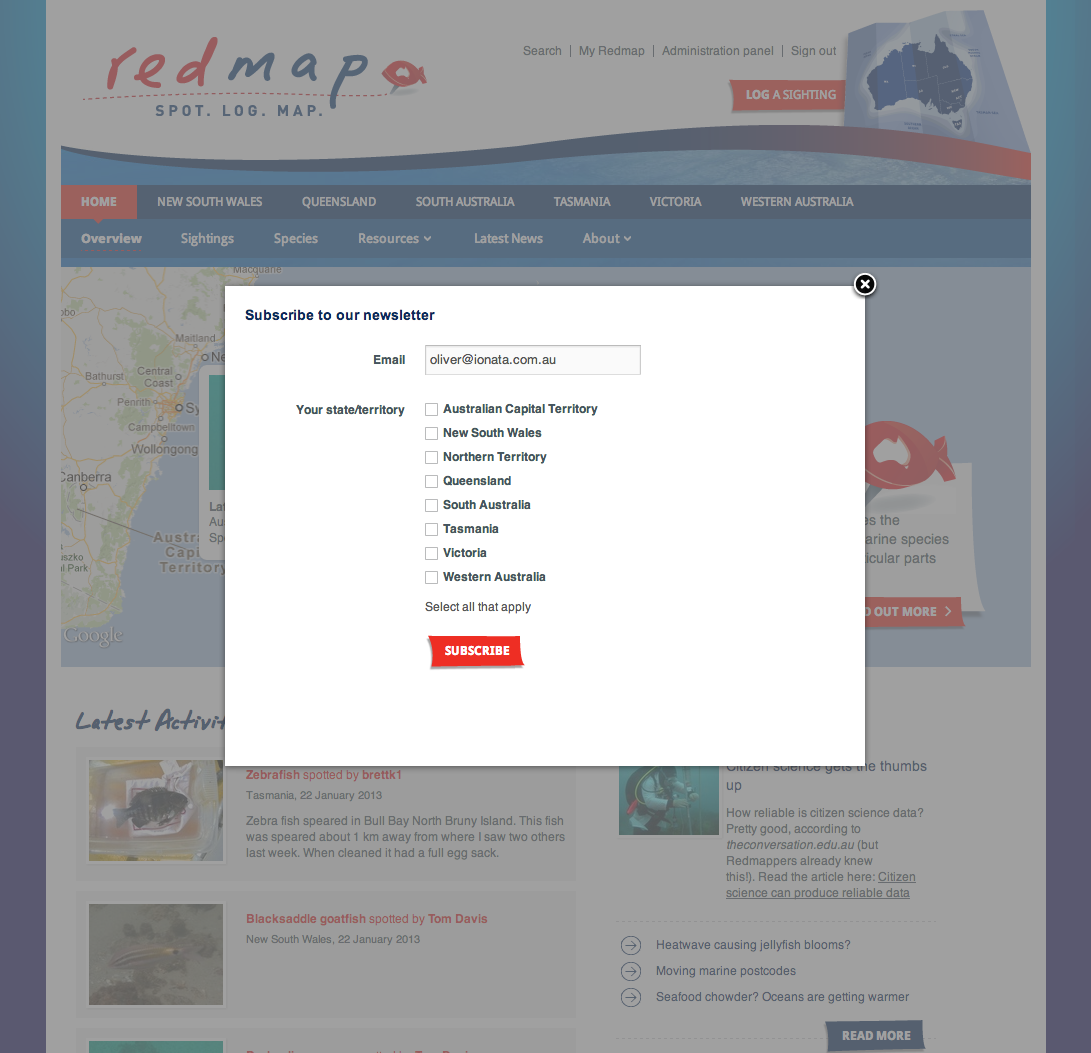 redmap
SPOT. LOG. MAP.
Search | My Redmap | Administration panel | Sign out
LOG A SIGHTING
HOME NEW SOUTH WALES QUEENSLAND SOUTH AUSTRALIA TASMANIA VICTORIA WESTERN AUSTRALIA
Overview Sightings Species Resources Latest News About
Macquarie
Maitland
Bathurst
Central
Coast
Penrith
Campbelltown
Wollongong
Canberra
Google
Subscribe to our newsletter
Email oliver@ionata.com.au
Your state/territory
Australian Capital Territory
New South Wales
Northern Territory
Queensland
South Australia
Tasmania
Victoria
Western Australia
Select all that apply
SUBSCRIBE
es the
arine species
icular parts
OUT MORE
Latest Activit
Zebrafish spotted by brettk1
Tasmania, 22 January 2013
Zebra fish speared in Bull Bay North Bruny Island. This fish
was speared about 1 km away from where I saw two others
last week. When cleaned it had a full egg sack.
Blacksaddle goatfish spotted by Tom Davis
New South Wales, 22 January 2013
Citizen science gets the thumbs
up
How reliable is citizen science data?
Pretty good, according to
theconversation.edu.au (but
Redmappers already knew
this!). Read the article here: Citizen
science can produce reliable data
Heatwave causing jellyfish blooms?
Moving marine postcodes
Seafood chowder? Oceans are getting warmer
READ MORE